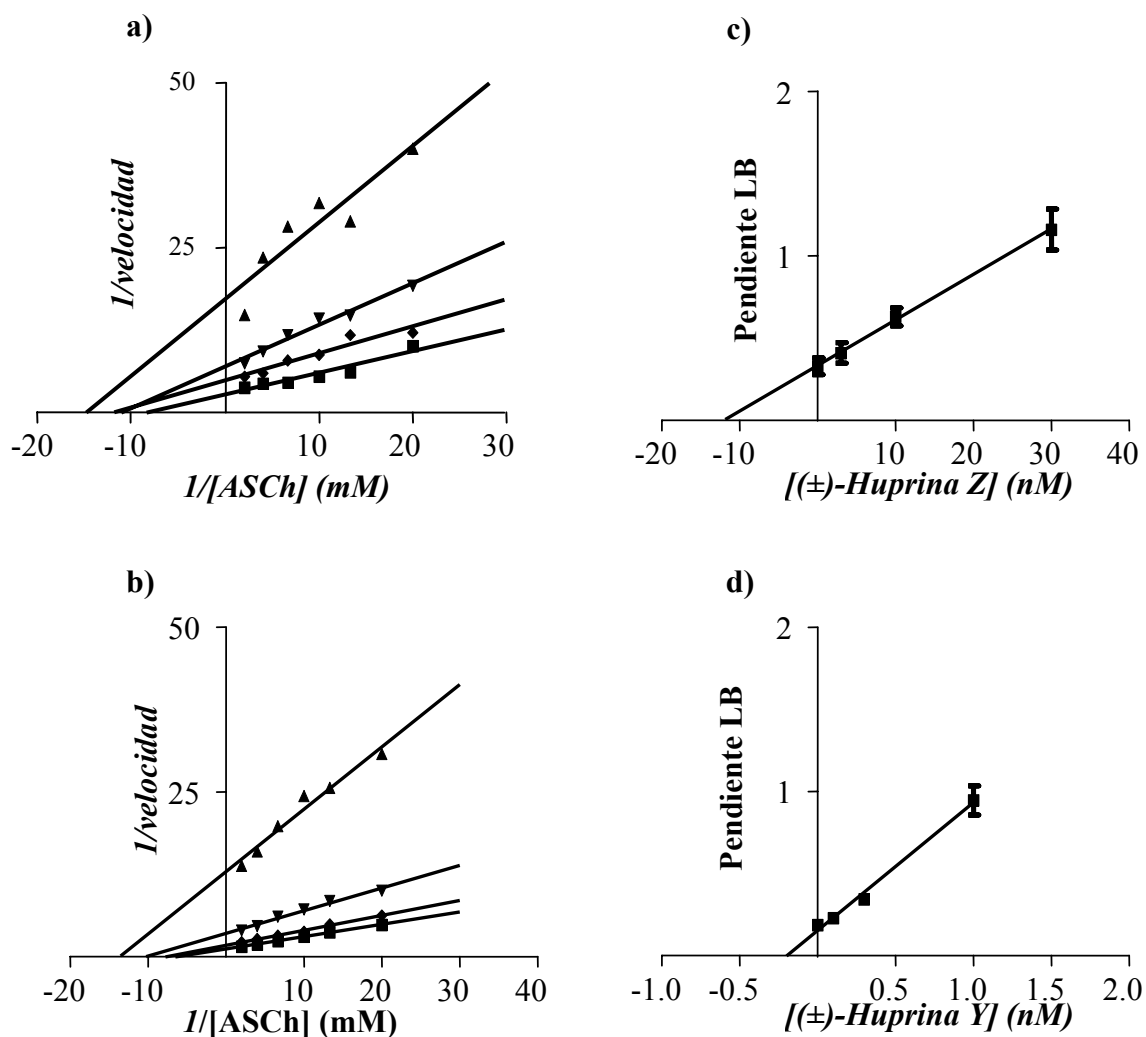 a)
50
1/velocidad
25
-20 -10 10 20 30
1/[ASCh] (mM)
c)
2
Pendiente LB
1
-20 -10 0 10 20 30 40
[(±)-Huprina Z] (nM)
b)
50
1/velocidad
25
-20 -10 10 20 30 40
1/[ASCh] (mM)
d)
2
Pendiente LB
1
-1.0 -0.5 0.5 1.0 1.5 2.0
[(±)-Huprina Y] (nM)